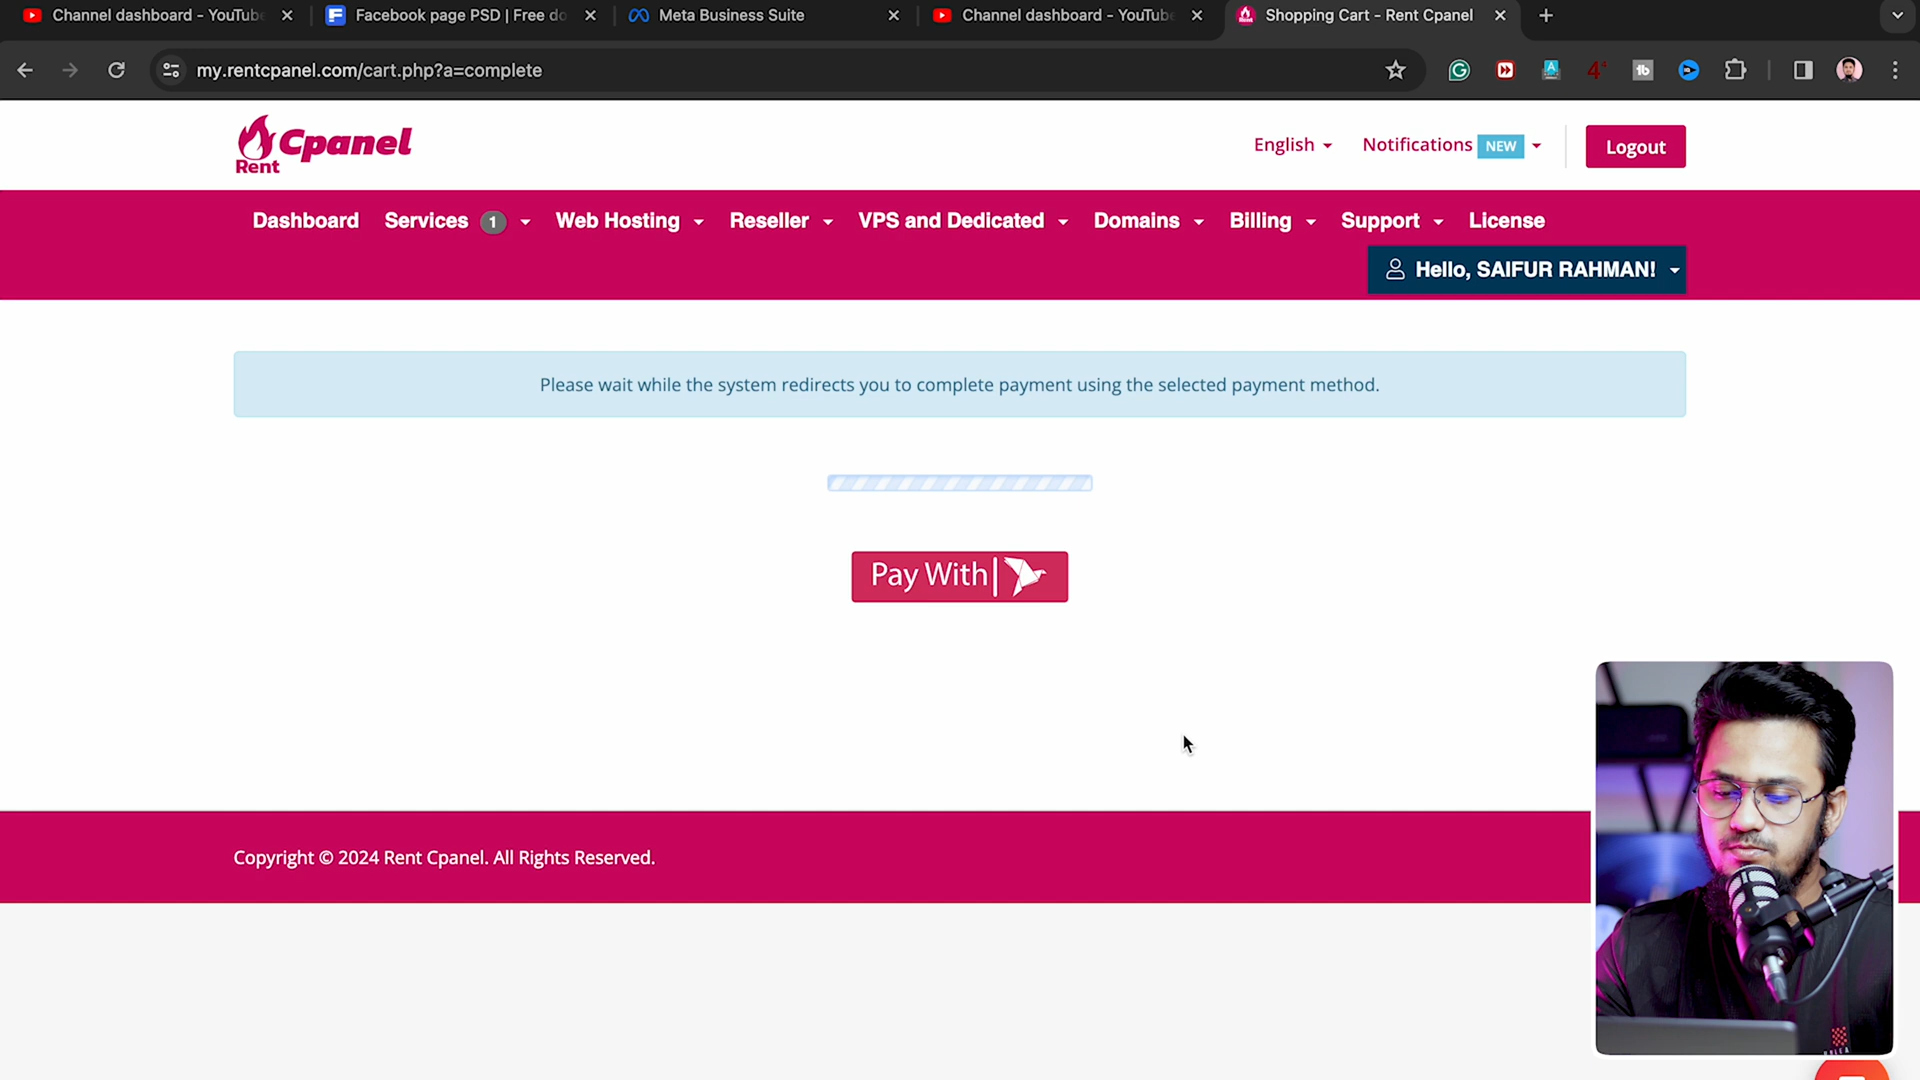 Channel dashboard - YouTube
Facebook page PSD | Free do
Meta Business Suite
Channel dashboard - YouTube
Shopping Cart - Rent Cpanel
my.rentcpanel.com/cart.php?a=complete
Cpanel
Rent
English
Notifications NEW
Logout
Dashboard Services 1 Web Hosting Reseller VPS and Dedicated Domains Billing Support License
Hello, SAIFUR RAHMAN!
Please wait while the system redirects you to complete payment using the selected payment method.
Pay With
Copyright © 2024 Rent Cpanel. All Rights Reserved.